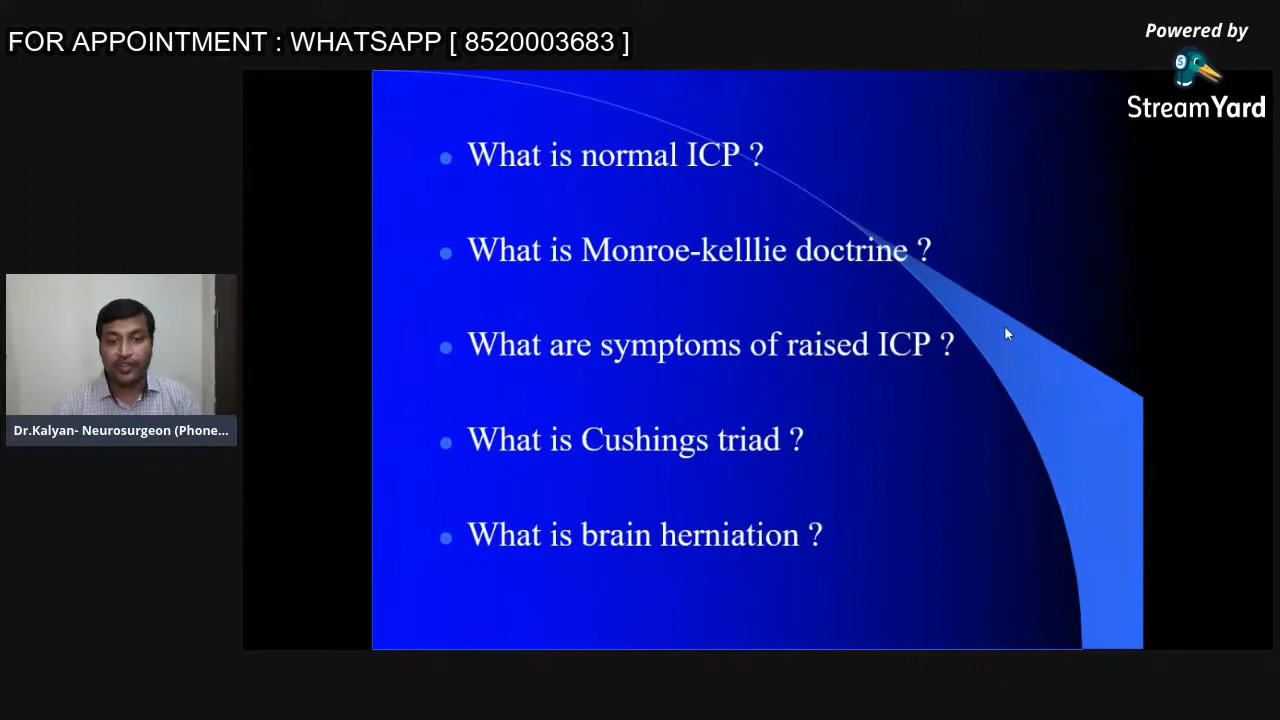 FOR APPOINTMENT : WHATSAPP [ 8520003683 ]
Powered by
StreamYard
What is normal ICP ?
What is Monroe-kelllie doctrine ?
What are symptoms of raised ICP ?
What is Cushings triad ?
What is brain herniation ?
Dr.Kalyan- Neurosurgeon (Phone...